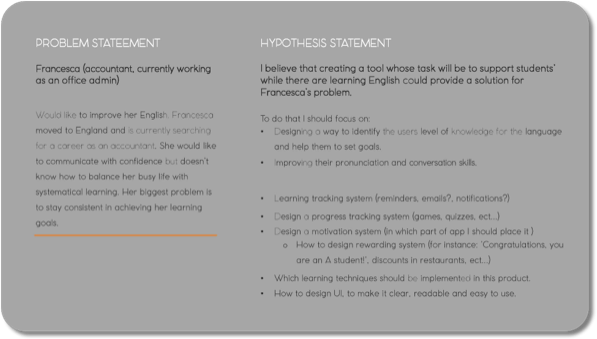 PROBLEM STATEEMENT
Francesca (accountant, currently working
as an office admin)
Would like to improve her English. Francesca
moved to England and is currently searching
for a career as an accountant. She would like
to communicate with confidence but doesn't
know how to balance her busy life with
systematical learning. Her biggest problem is
to stay consistent in achieving her learning
goals.
HYPOTHESIS STATEMENT
I believe that creating a tool whose task will be to support students'
while there are learning English could provide a solution for
Francesca's problem.
To do that I should focus on:
• Designing a way to identify the users level of knowledge for the language
and help them to set goals.
• Improving their pronunciation and conversation skills.
• Learning tracking system (reminders, emails?, notifications?)
• Design a progress tracking system (games, quizzes, ect...)
• Design a motivation system (in which part of app I should place it )
o How to design rewarding system (for instance: 'Congratulations, you
are an A student!', discounts in restaurants, ect...)
• Which learning techniques should be implemented in this product.
• How to design UI, to make it clear, readable and easy to use.